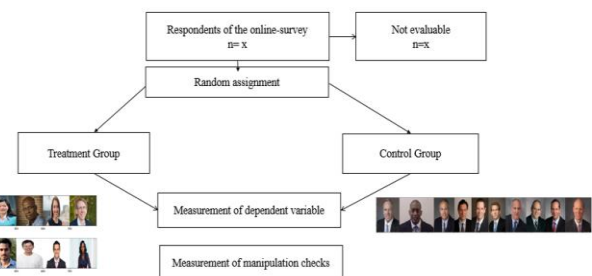 Respondents of the online-survey
n= x
Not evaluable
n=x
Random assignment
Treatment Group
Control Group
Measurement of dependent variable
Measurement of manipulation checks